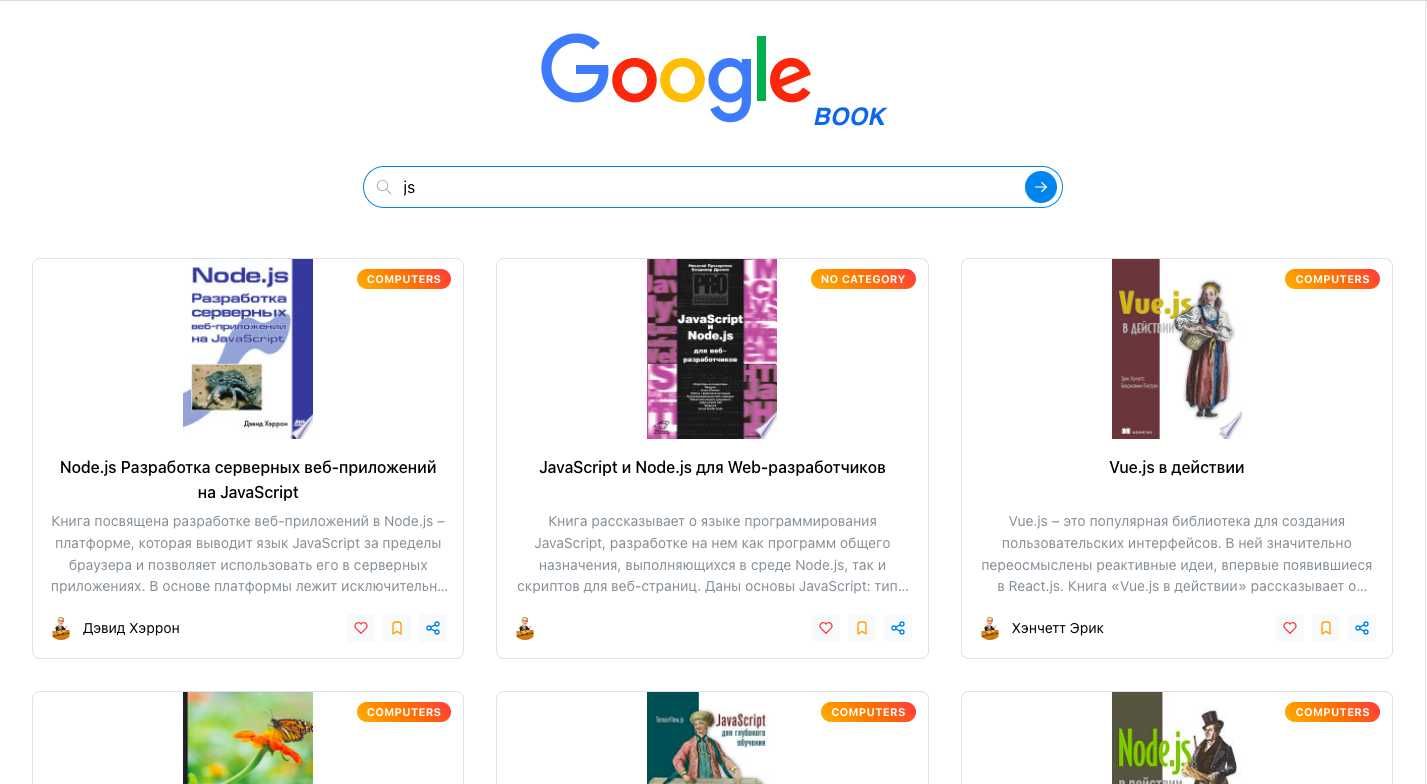 Google
BOOK
js
COMPUTERS
Node.js
Разработка
серверных
веб-приложений
на JavaScript
Дэвид Хэррон
Node.js Разработка серверных веб-приложений
на JavaScript
Книга посвящена разработке веб-приложений в Node.js –
платформе, которая выводит язык JavaScript за пределы
браузера и позволяет использовать его в серверных
приложениях. В основе платформы лежит исключительн...
Дэвид Хэррон
NO CATEGORY
PRO
JavaScript
и
Node.js
для веб-
разработчиков
JavaScript и Node.js для Web-разработчиков
Книга рассказывает о языке программирования
JavaScript, разработке на нем как программ общего
назначения, выполняющихся в среде Node.js, так и
скриптов для веб-страниц. Даны основы JavaScript: тип...
COMPUTERS
Vue.js
В ДЕЙСТВИИ
MANNING
Vue.js в действии
Vue.js – это популярная библиотека для создания
пользовательских интерфейсов. В ней значительно
переосмыслены реактивные идеи, впервые появившиеся
в React.js. Книга «Vue.js в действии» рассказывает о...
Хэнчетт Эрик
COMPUTERS
COMPUTERS
TensorFlow.js
JavaScript
для глубокого
обучения
COMPUTERS
Node.js
в действии